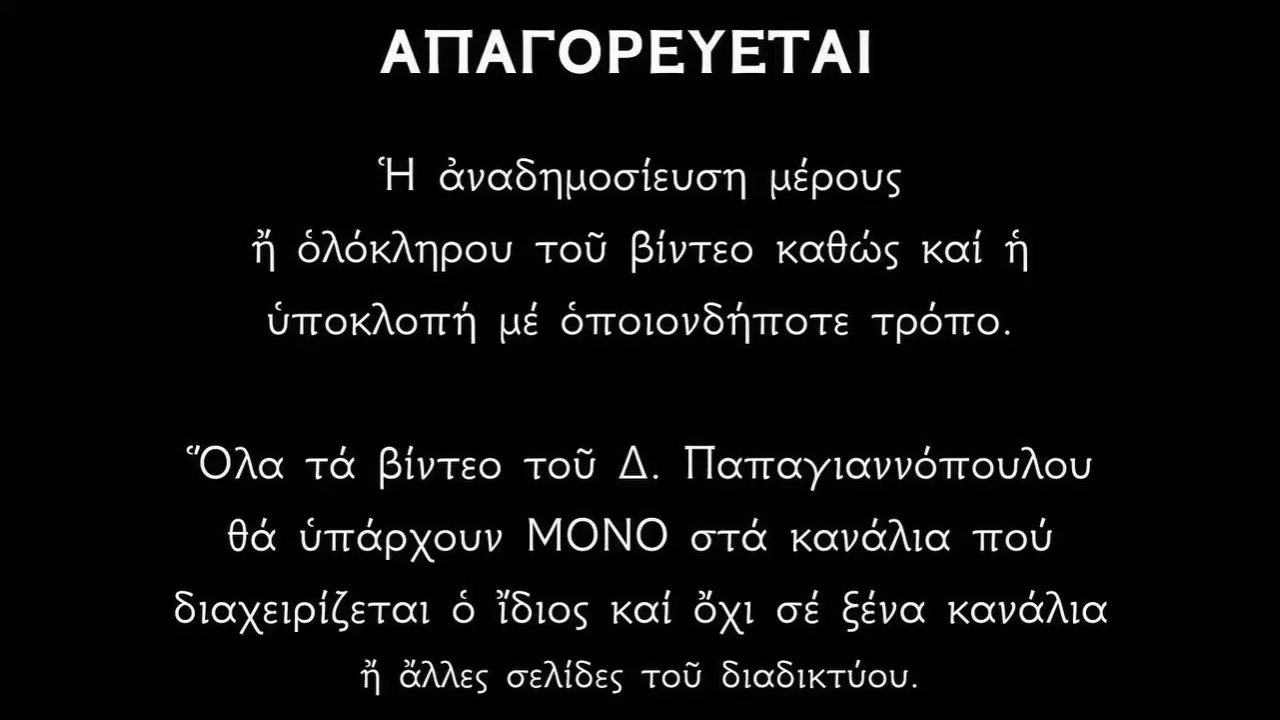 ΑΠΑΓΟΡΕΥΕΤΑΙ
Ἡ ἀναδημοσίευση μέρους
ἤ ὁλόκληρου τοῦ βίντεο καθώς καί ἡ
ὑποκλοπή μέ ὁποιονδήποτε τρόπο.
Ὅλα τά βίντεο τοῦ Δ. Παπαγιαννόπουλου
θά ὑπάρχουν ΜΟΝΟ στά κανάλια πού
διαχειρίζεται ὁ ἴδιος καί ὄχι σέ ξένα κανάλια
ἤ ἄλλες σελίδες τοῦ διαδικτύου.